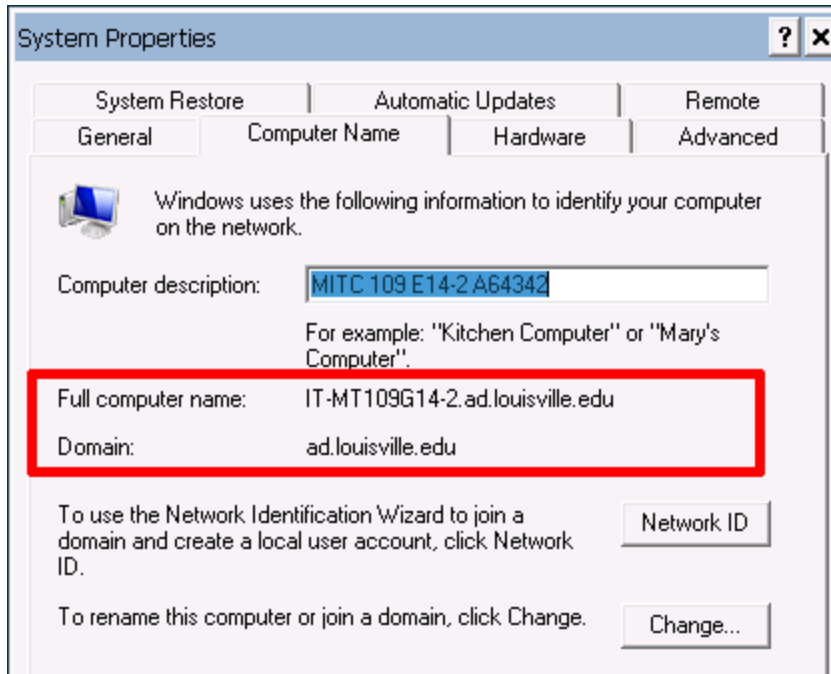 System Properties
System Restore Automatic Updates Remote
General Computer Name Hardware Advanced
Windows uses the following information to identify your computer
on the network.
Computer description: MITC 109 E14-2 A64342
For example: "Kitchen Computer" or "Mary's
Computer".
Full computer name: IT-MT109G14-2.ad.louisville.edu
Domain: ad.louisville.edu
To use the Network Identification Wizard to join a
domain and create a local user account, click Network
ID.
Network ID
To rename this computer or join a domain, click Change.
Change...